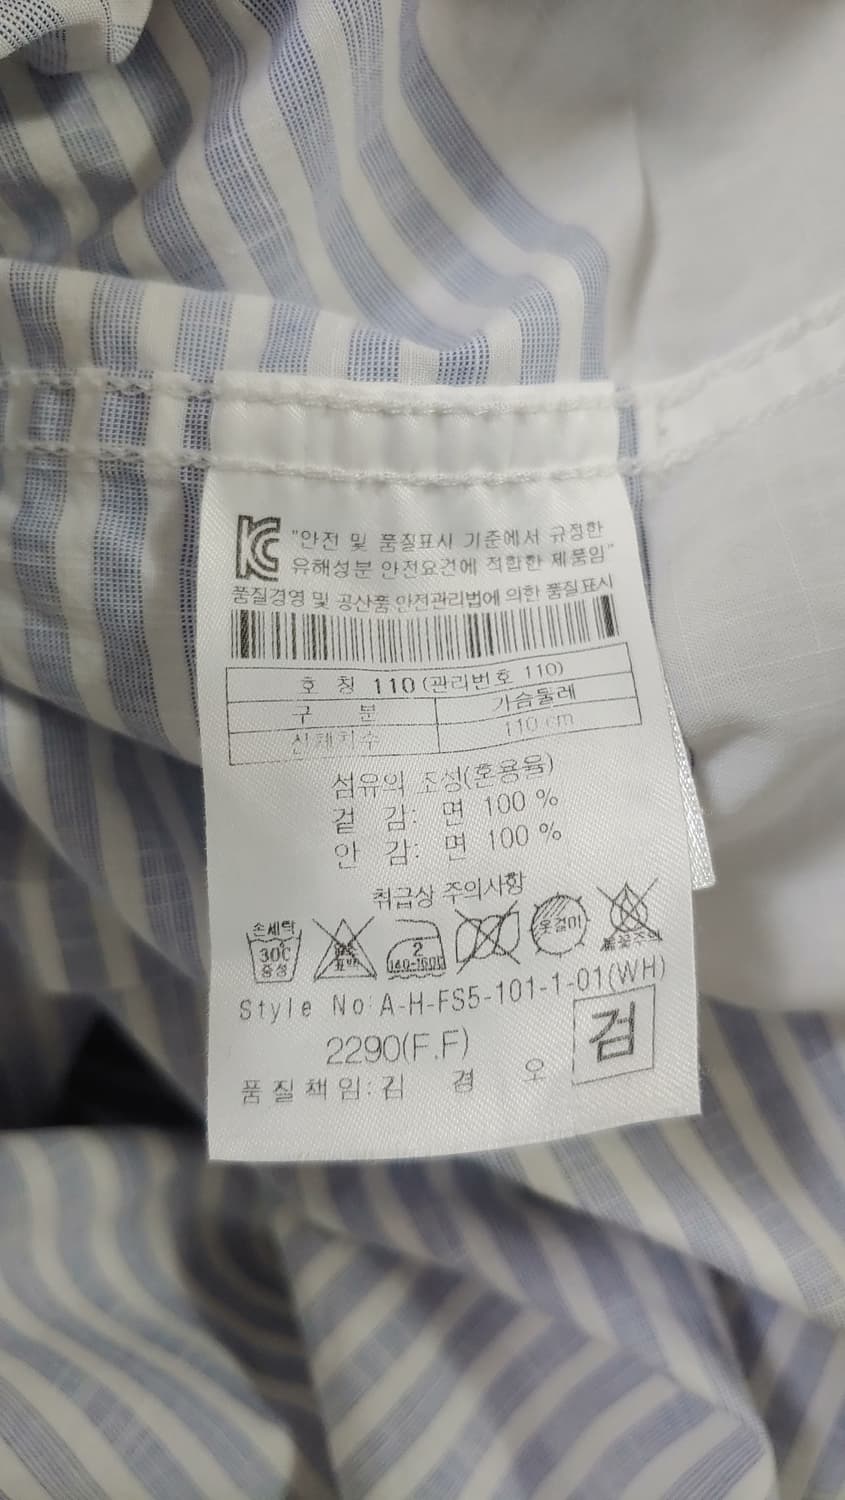 KC "안전 및 품질표시 기준에서 규정한
유해성분 안전요건에 적합한 제품임"
품질경영 및 공산품 안전관리법에 의한 품질표시
호 칭 110 (관리번호 110)
구 분 가슴둘레
신체치수 110 cm
섬유의 조성(혼용율)
겉 감: 면 100 %
안 감: 면 100 %
취급상 주의사항
손세탁
30℃
중성
표백
2
140-160℃
옷걸이
Style No: A-H-FS5-101-1-01(WH)
2290(F.F)
검
품질책임: 김 경 오